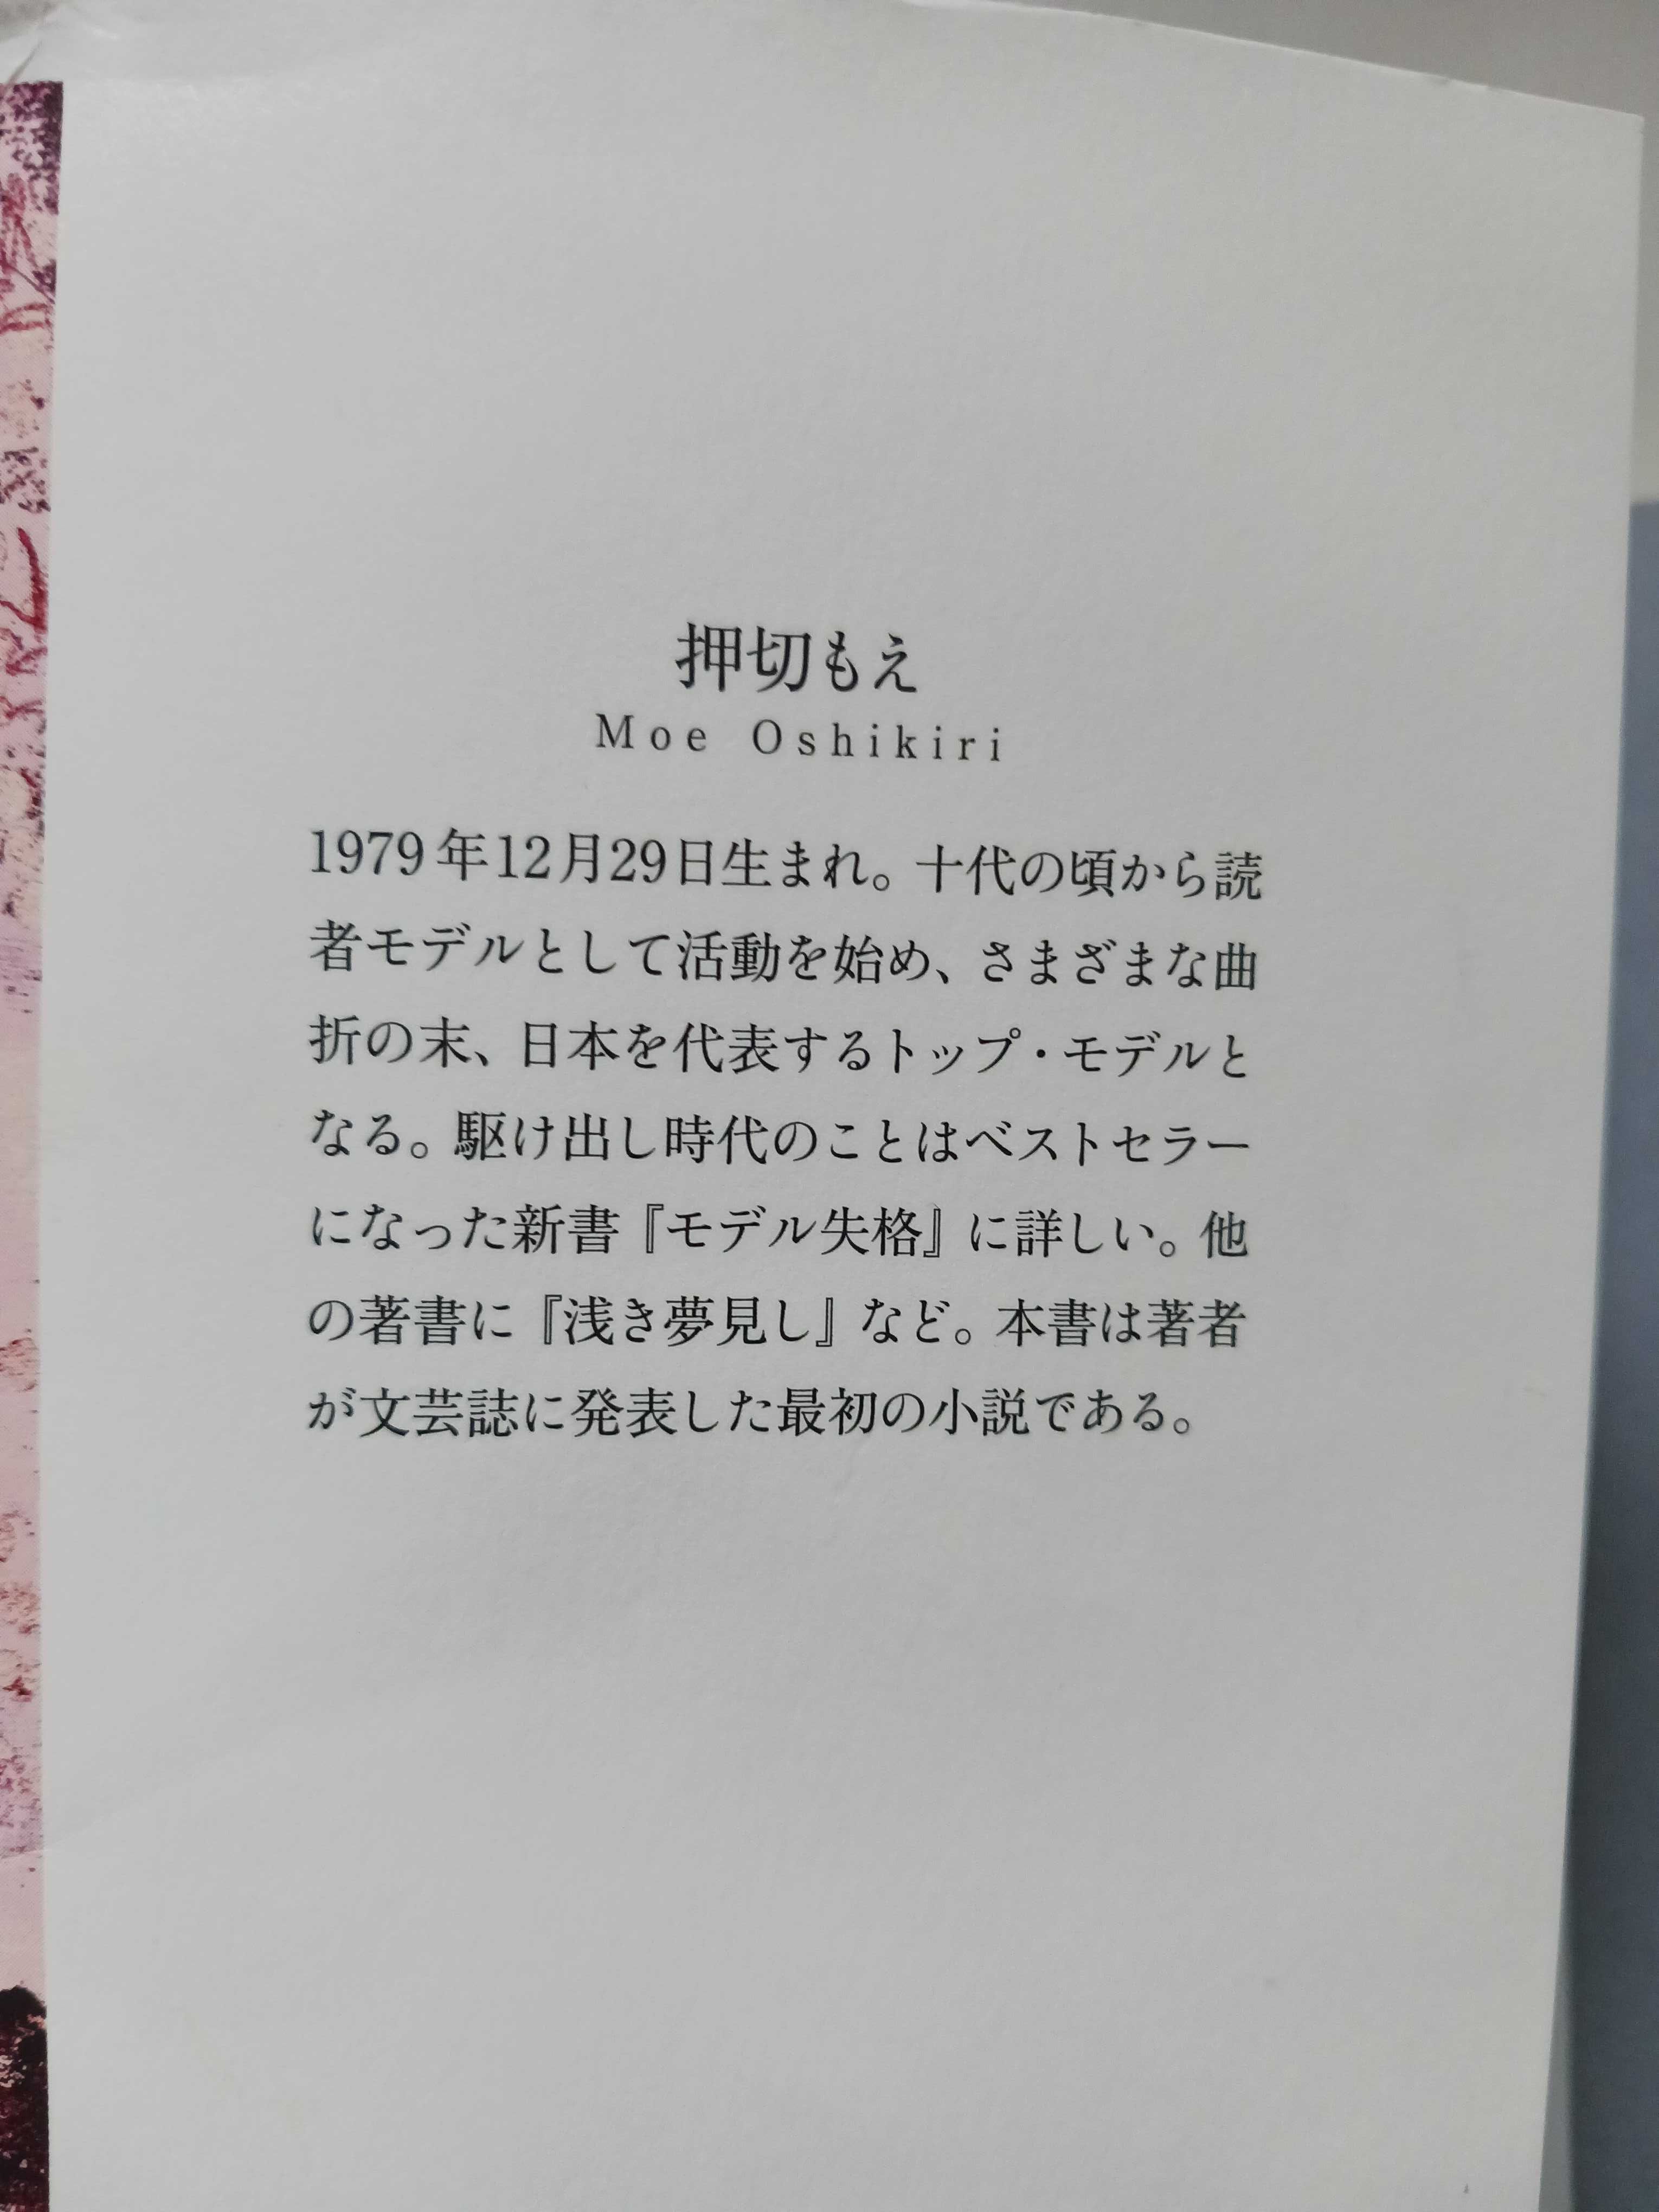 押切もえ
Moe Oshikiri
1979年12月29日生まれ。十代の頃から読
者モデルとして活動を始め、さまざまな曲
折の末、日本を代表するトップ・モデルと
なる。駆け出し時代のことはベストセラー
になった新書『モデル失格』に詳しい。他
の著書に『浅き夢見し』など。本書は著者
が文芸誌に発表した最初の小説である。